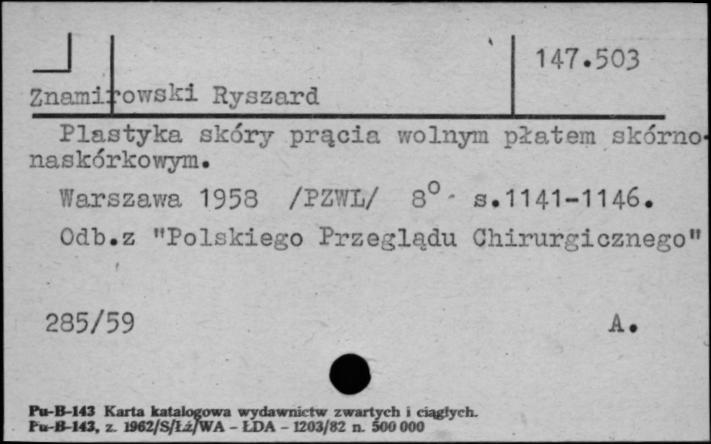 147.503
Znamirowski Ryszard
Plastyka skóry prącia wolnym płatem skórno-
naskórkowym.
Warszawa 1958 /PZWL/ 8° s.1141-1146.
Odb.z "Polskiego Przeglądu Chirurgicznego"
285/59 A.
Pu-B-143 Karta katalogowa wydawnictw zwartych i ciągłych.
Pu-B-143, z. 1962/S/Łż/WA - ŁDA - 1203/82 n. 500 000